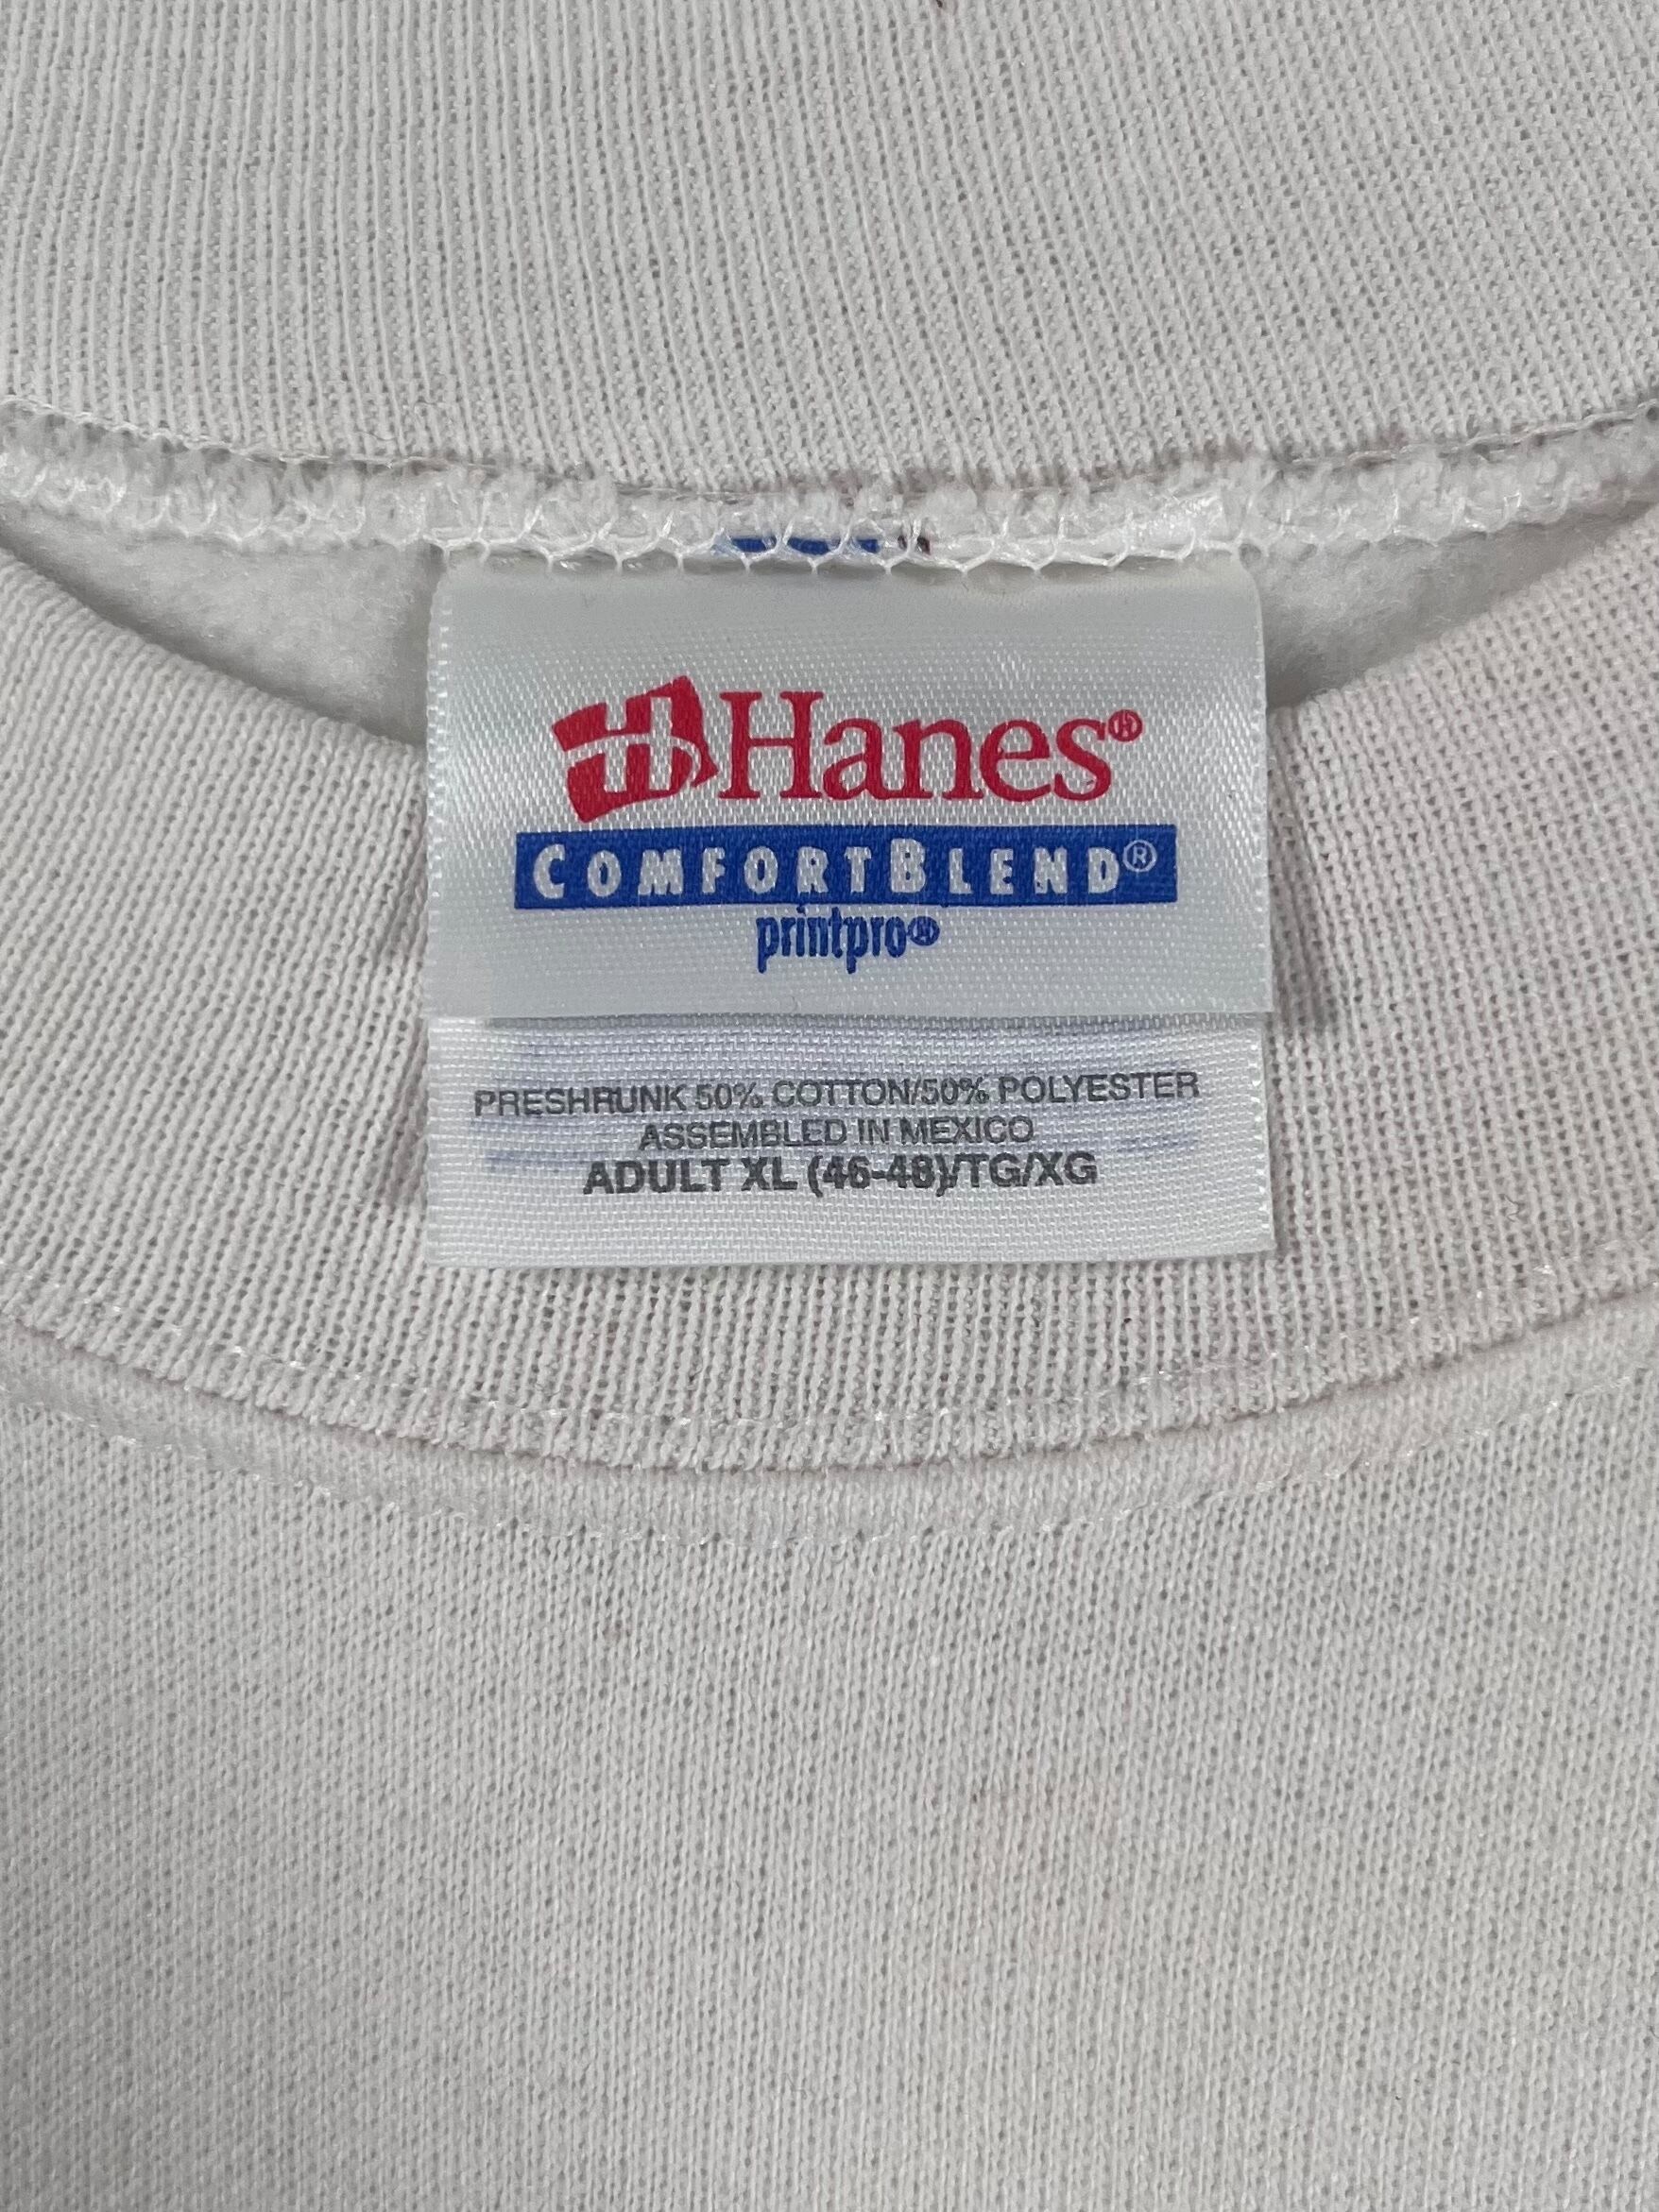 Hanes®
COMFORTBLEND®
printpro®
PRESHRUNK 50% COTTON/50% POLYESTER
ASSEMBLED IN MEXICO
ADULT XL (46-48)/TG/XG